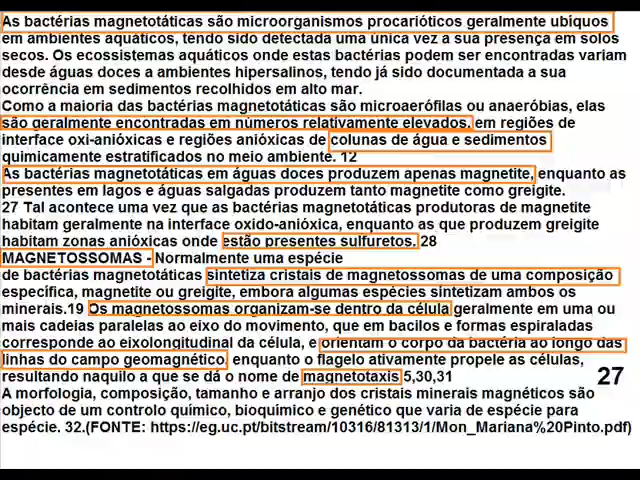 As bactérias magnetotáticas são microorganismos procarióticos geralmente ubíquos
em ambientes aquáticos, tendo sido detectada uma única vez a sua presença em solos
secos. Os ecossistemas aquáticos onde estas bactérias podem ser encontradas variam
desde águas doces a ambientes hipersalinos, tendo já sido documentada a sua
ocorrência em sedimentos recolhidos em alto mar.
Como a maioria das bactérias magnetotáticas são microaerófilas ou anaeróbias, elas
são geralmente encontradas em números relativamente elevados, em regiões de
interface oxi-anióxicas e regiões anióxicas de colunas de água e sedimentos
quimicamente estratificados no meio ambiente. 12
As bactérias magnetotáticas em águas doces produzem apenas magnetite, enquanto as
presentes em lagos e águas salgadas produzem tanto magnetite como greigite.
27 Tal acontece uma vez que as bactérias magnetotáticas produtoras de magnetite
habitam geralmente na interface oxido-anióxica, enquanto as que produzem greigite
habitam zonas anióxicas onde estão presentes sulfuretos. 28
MAGNETOSSOMAS - Normalmente uma espécie
de bactérias magnetotáticas sintetiza cristais de magnetossomas de uma composição
específica, magnetite ou greigite, embora algumas espécies sintetizam ambos os
minerais.19 Os magnetossomas organizam-se dentro da célula geralmente em uma ou
mais cadeias paralelas ao eixo do movimento, que em bacilos e formas espiraladas
corresponde ao eixolongitudinal da célula, e orientam o corpo da bactéria ao longo das
linhas do campo geomagnético, enquanto o flagelo ativamente propele as células,
resultando naquilo a que se dá o nome de magnetotaxis 5,30,31
27
A morfologia, composição, tamanho e arranjo dos cristais minerais magnéticos são
objecto de um controlo químico, bioquímico e genético que varia de espécie para
espécie. 32.(FONTE: https://eg.uc.pt/bitstream/10316/81313/1/Mon_Mariana%20Pinto.pdf)